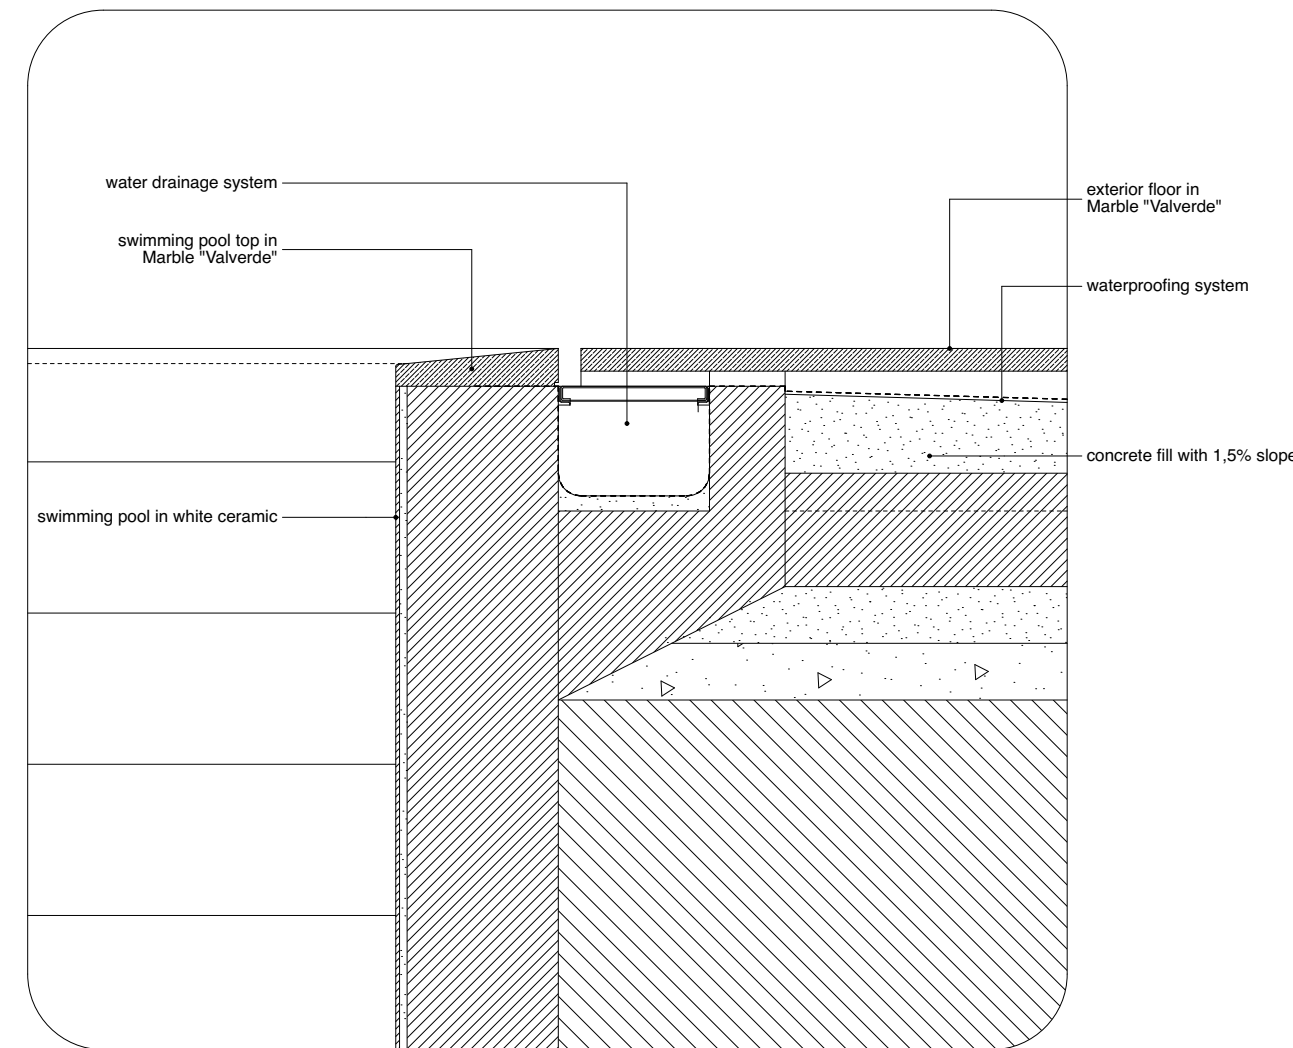 water drainage system
swimming pool top in
Marble "Valverde"
swimming pool in white ceramic
exterior floor in
Marble "Valverde"
waterproofing system
concrete fill with 1,5% slope